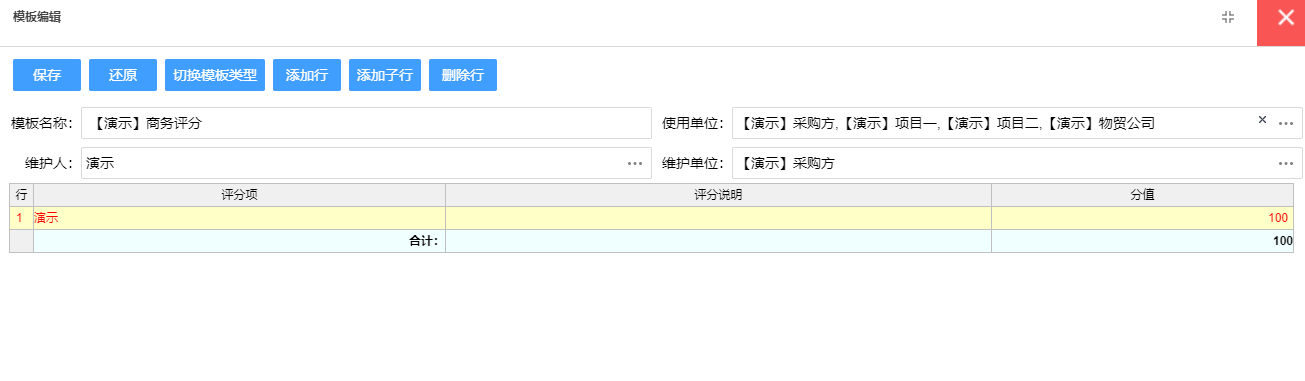 模板编辑
保存 还原 切换模板类型 添加行 添加子行 删除行
模板名称: 【演示】商务评分 使用单位: 【演示】采购方,【演示】项目一,【演示】项目二,【演示】物贸公司
维护人: 演示 维护单位: 【演示】采购方
行 评分项 评分说明 分值
1 演示 100
合计: 100